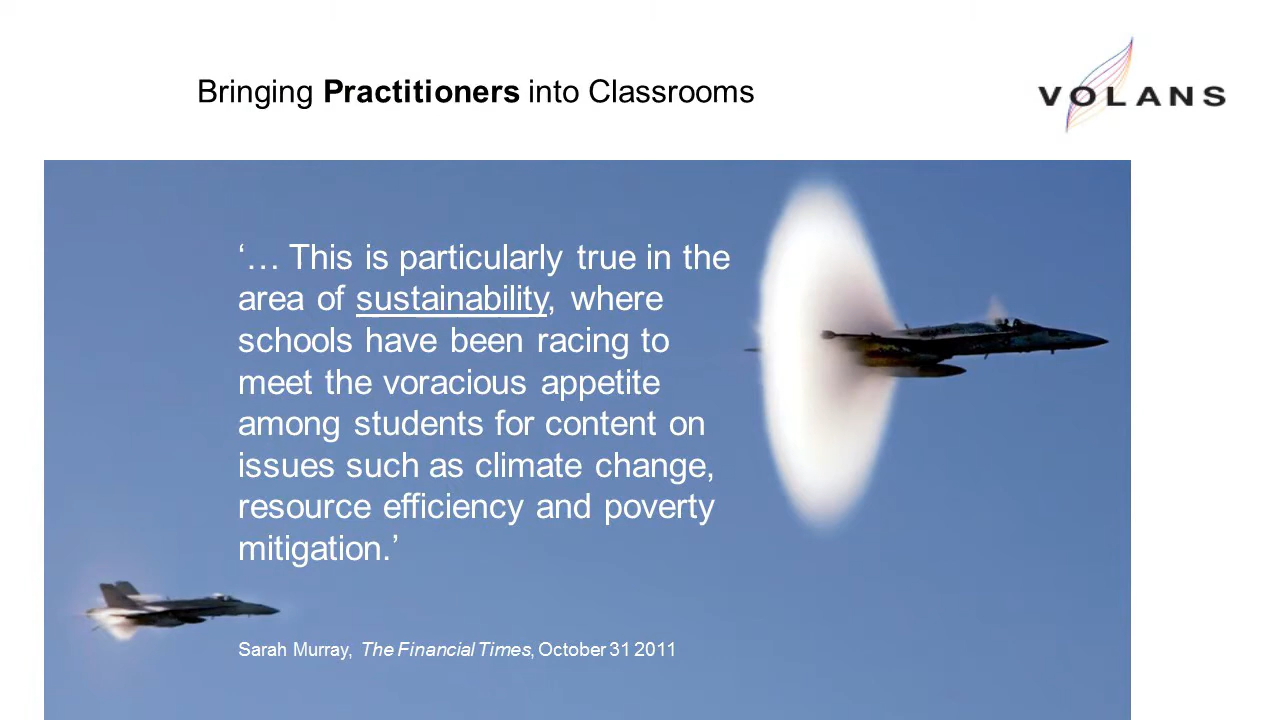 Bringing Practitioners into Classrooms
VOLANS
‘… This is particularly true in the
area of sustainability, where
schools have been racing to
meet the voracious appetite
among students for content on
issues such as climate change,
resource efficiency and poverty
mitigation.’
Sarah Murray, The Financial Times, October 31 2011